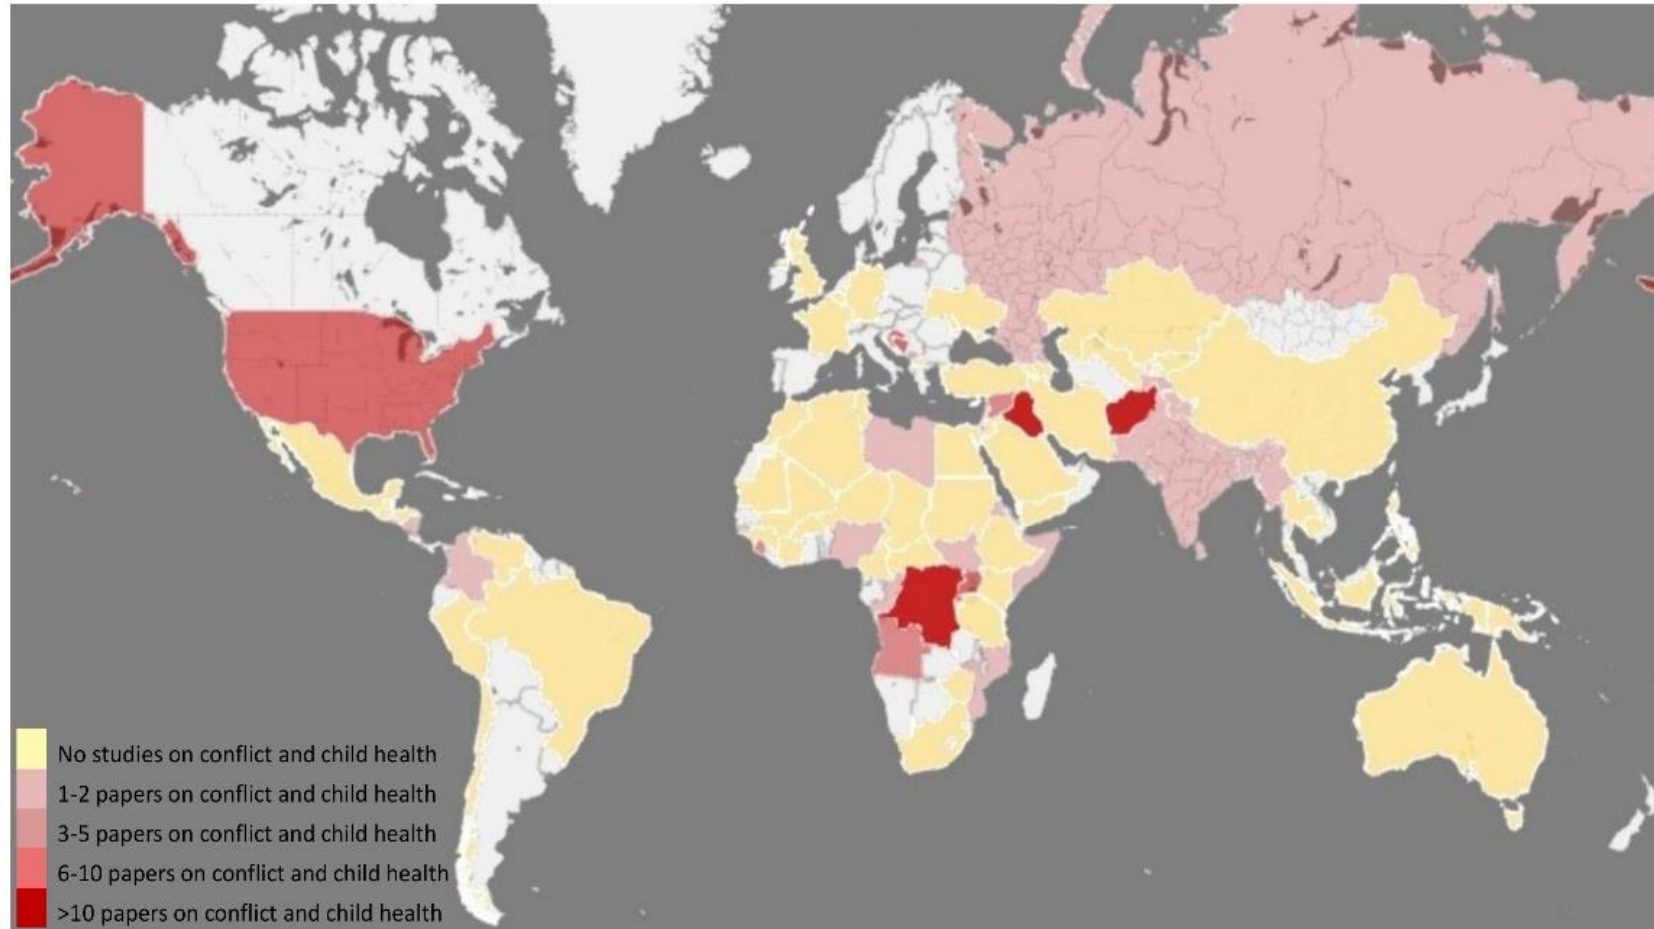 No studies on conflict and child health
1-2 papers on conflict and child health
3-5 papers on conflict and child health
6-10 papers on conflict and child health
>10 papers on conflict and child health